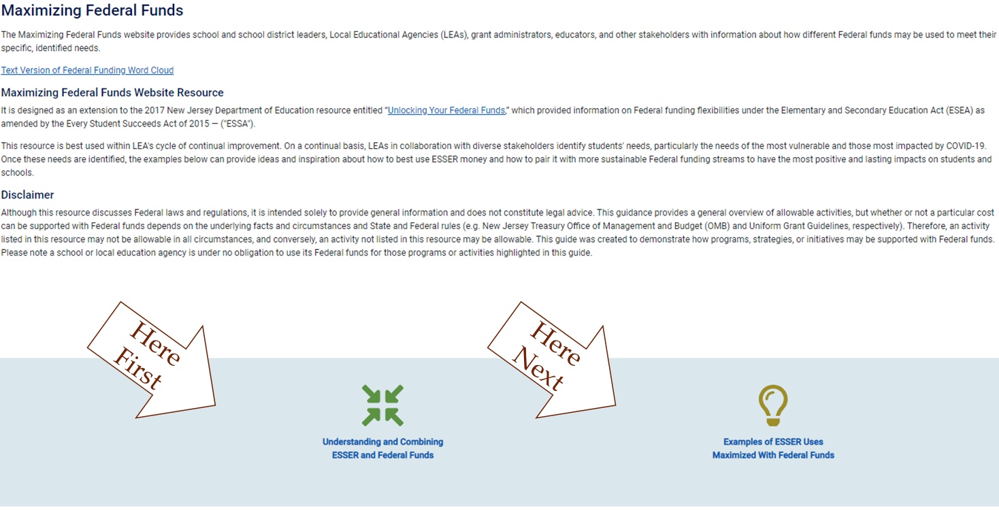 Maximizing Federal Funds
The Maximizing Federal Funds website provides school and school district leaders, Local Educational Agencies (LEAs), grant administrators, educators, and other stakeholders with information about how different Federal funds may be used to meet their
specific, identified needs.
Text Version of Federal Funding Word Cloud
Maximizing Federal Funds Website Resource
It is designed as an extension to the 2017 New Jersey Department of Education resource entitled “Unlocking Your Federal Funds,” which provided information on Federal funding flexibilities under the Elementary and Secondary Education Act (ESEA) as
amended by the Every Student Succeeds Act of 2015 — (“ESSA”).
This resource is best used within LEA's cycle of continual improvement. On a continual basis, LEAs in collaboration with diverse stakeholders identify students' needs, particularly the needs of the most vulnerable and those most impacted by COVID-19.
Once these needs are identified, the examples below can provide ideas and inspiration about how to best use ESSER money and how to pair it with more sustainable Federal funding streams to have the most positive and lasting impacts on students and
schools.
Disclaimer
Although this resource discusses Federal laws and regulations, it is intended solely to provide general information and does not constitute legal advice. This guidance provides a general overview of allowable activities, but whether or not a particular cost
can be supported with Federal funds depends on the underlying facts and circumstances and State and Federal rules (e.g. New Jersey Treasury Office of Management and Budget (OMB) and Uniform Grant Guidelines, respectively). Therefore, an activity
listed in this resource may not be allowable in all circumstances, and conversely, an activity not listed in this resource may be allowable. This guide was created to demonstrate how programs, strategies, or initiatives may be supported with Federal funds.
Please note a school or local education agency is under no obligation to use its Federal funds for those programs or activities highlighted in this guide.
Here
First
Here
Next
Understanding and Combining
ESSER and Federal Funds
Examples of ESSER Uses
Maximized With Federal Funds